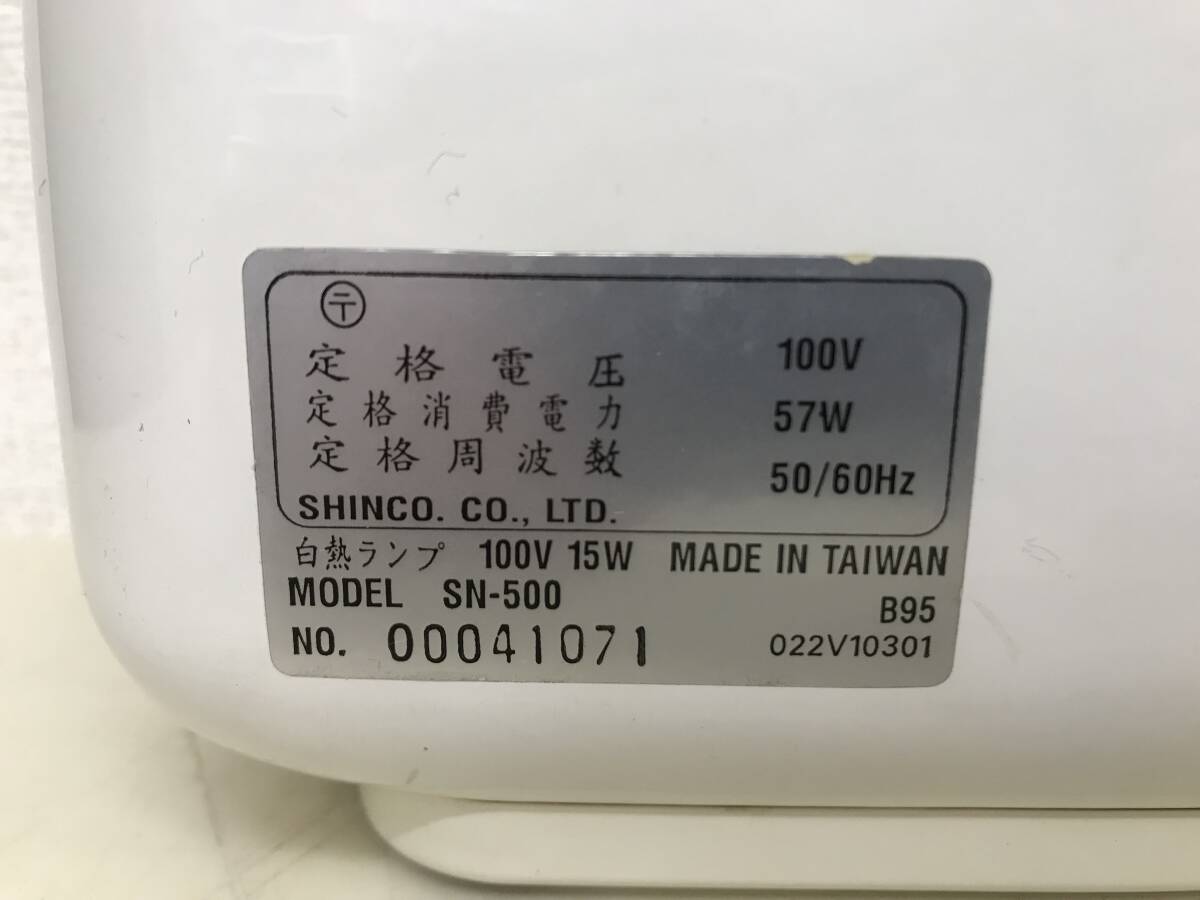 〒
定格電圧 100V
定格消費電力 57W
定格周波数 50/60Hz
SHINCO. CO., LTD.
白熱ランプ 100V 15W MADE IN TAIWAN
MODEL SN-500 B95
NO. 00041071 022V10301